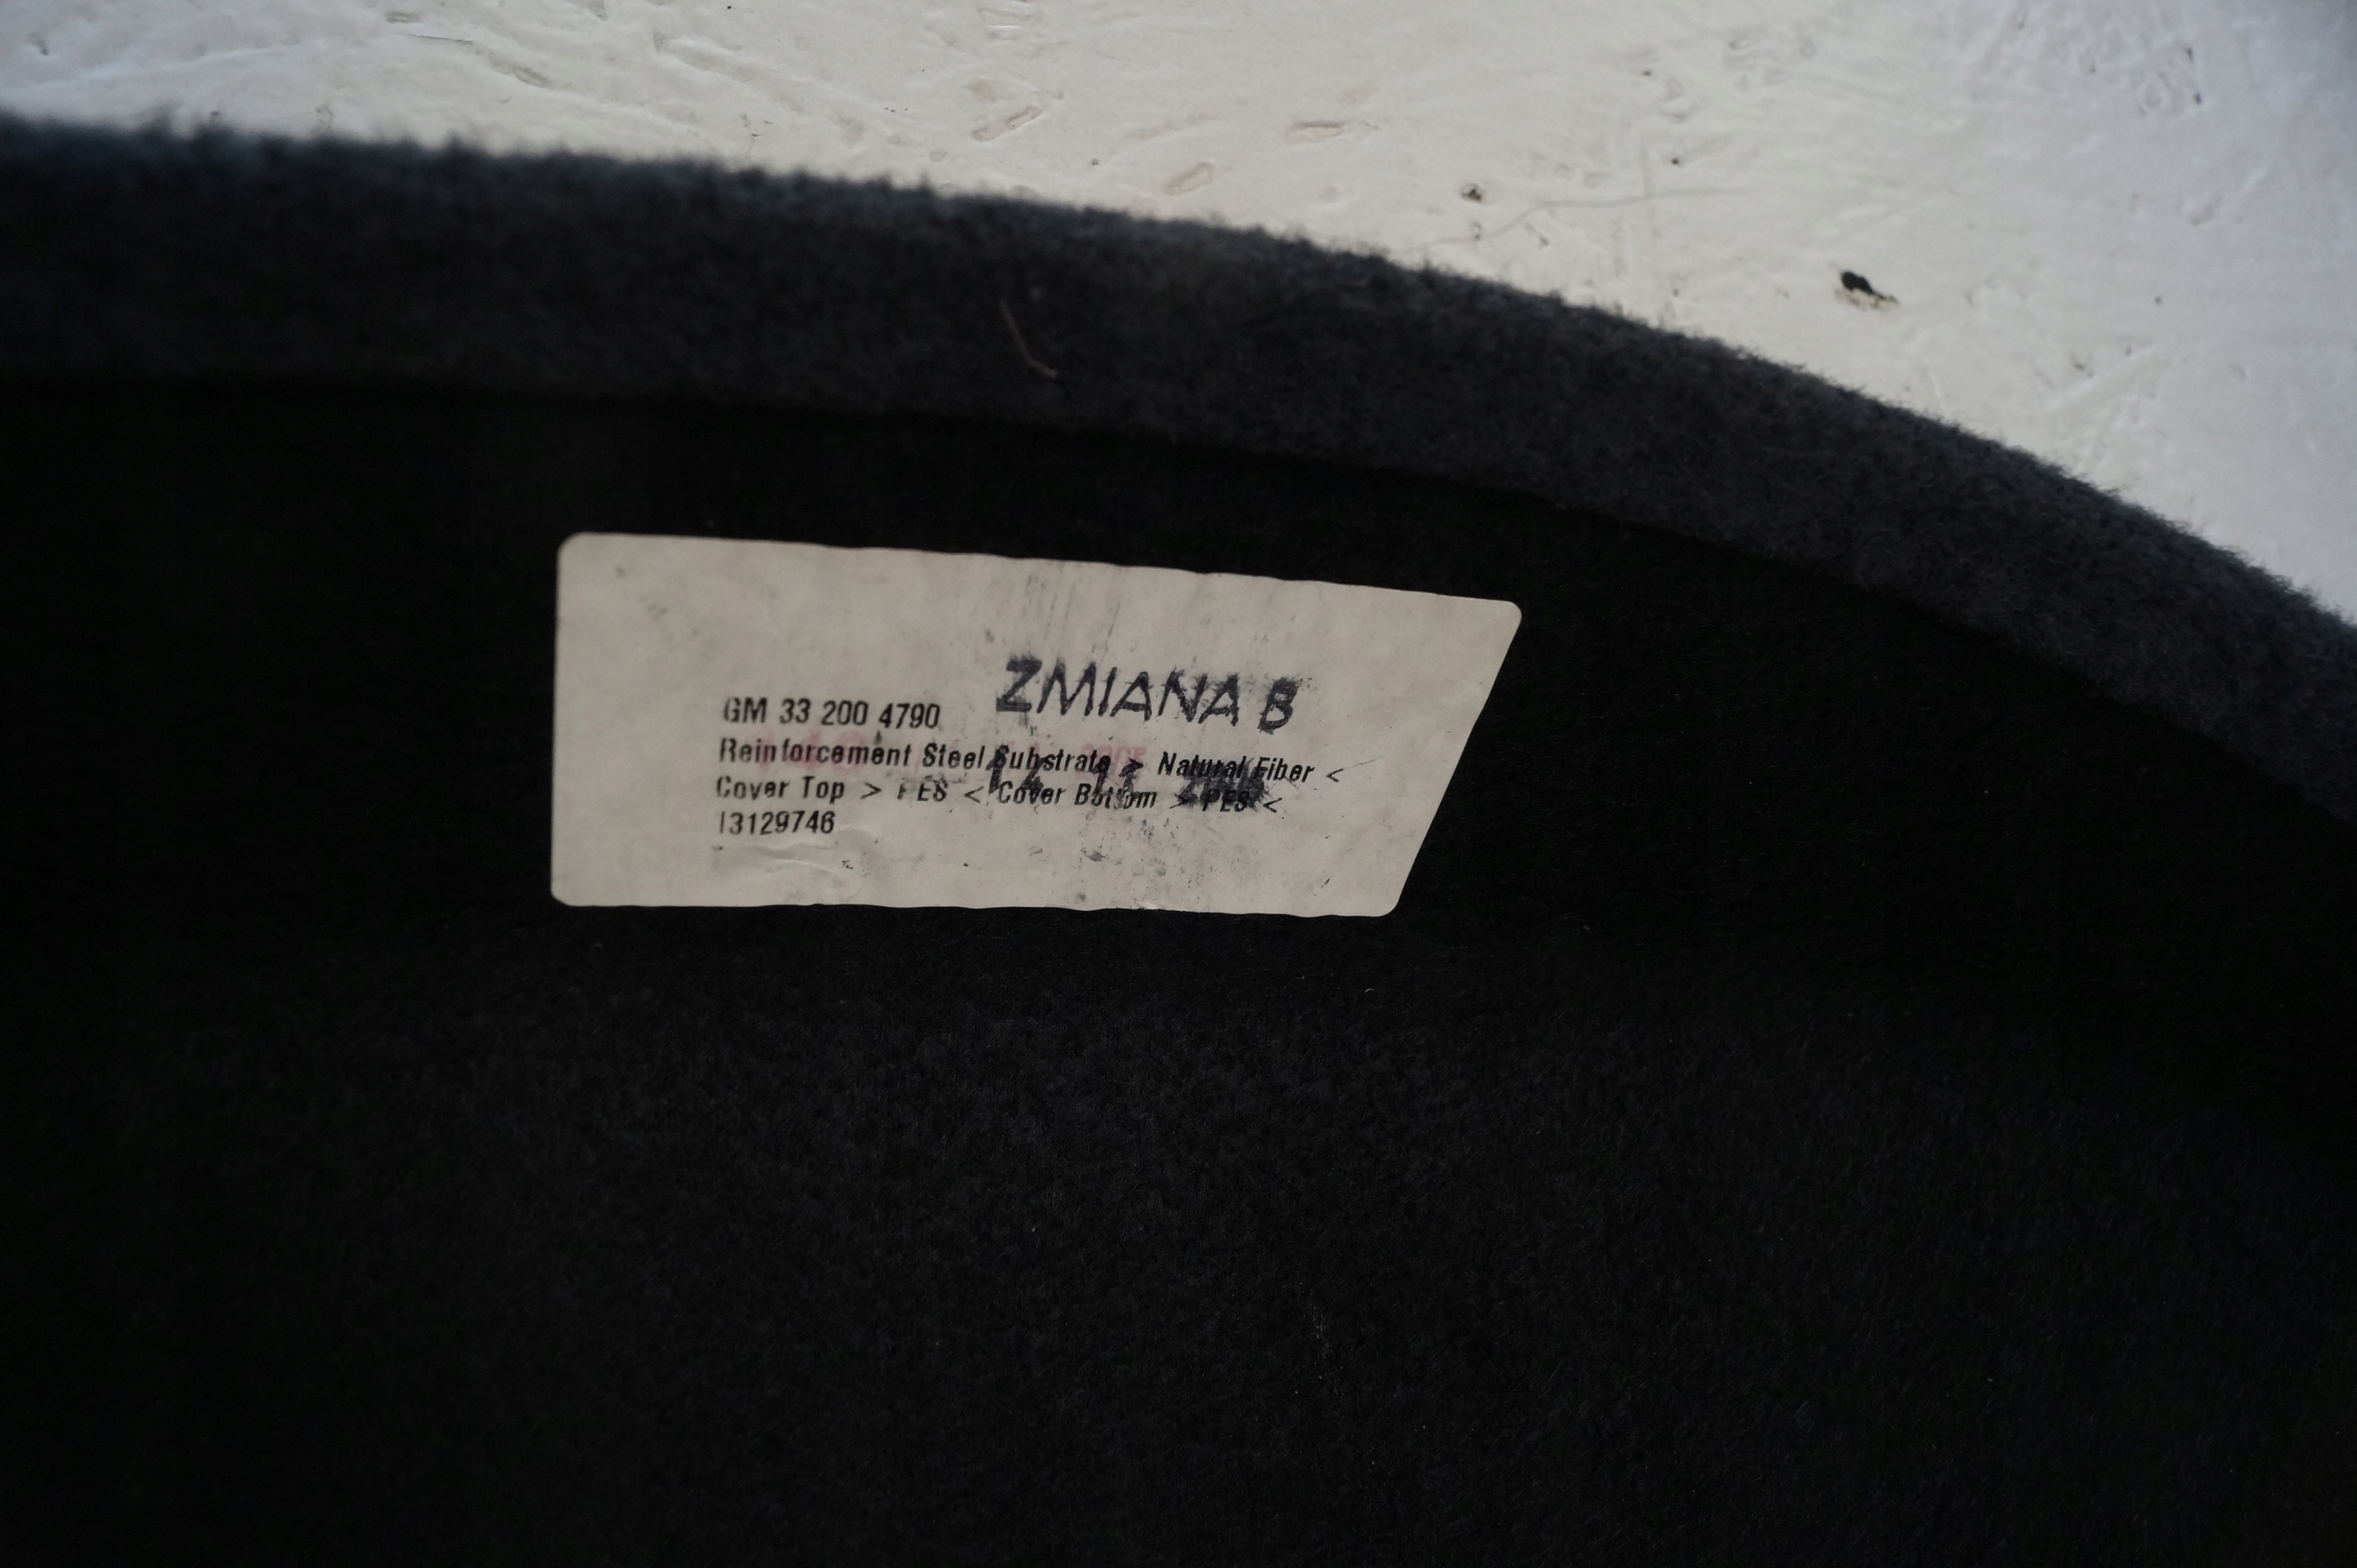 ZMIANA B
GM 33 200 4790
Reinforcement Steel Substrate > Natural Fiber <
Cover Top > PES < Cover Bottom > PES <
13129746